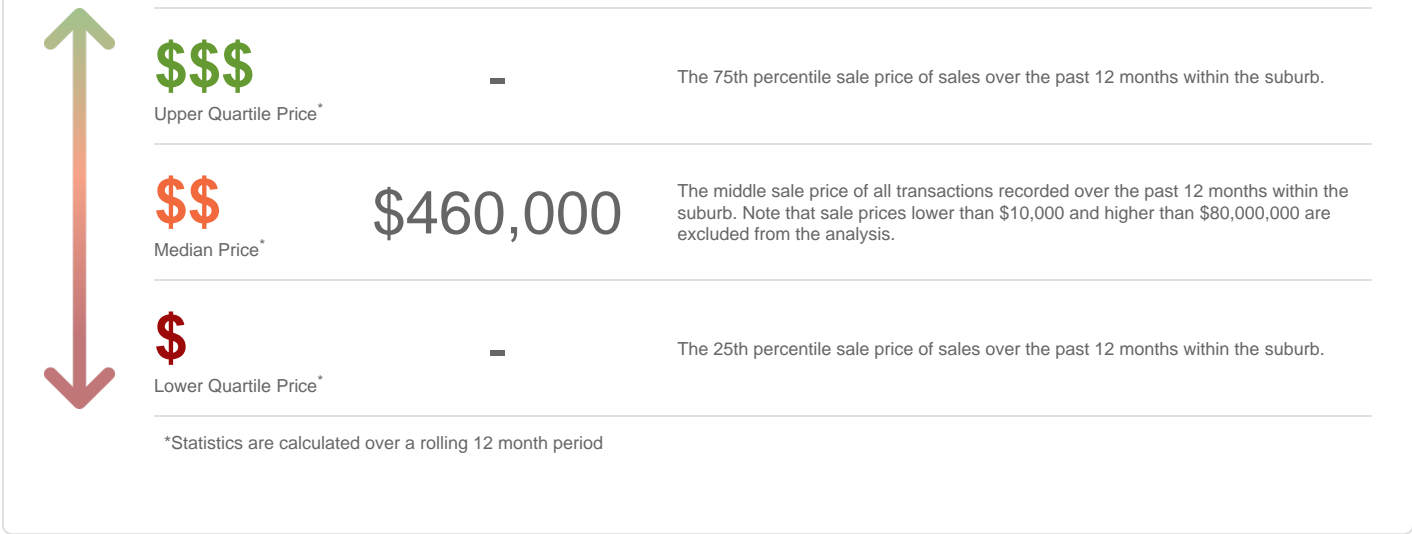 $$$
-
The 75th percentile sale price of sales over the past 12 months within the suburb.
Upper Quartile Price*
$$
$460,000
The middle sale price of all transactions recorded over the past 12 months within the
suburb. Note that sale prices lower than $10,000 and higher than $80,000,000 are
excluded from the analysis.
Median Price*
$
-
The 25th percentile sale price of sales over the past 12 months within the suburb.
Lower Quartile Price*
*Statistics are calculated over a rolling 12 month period